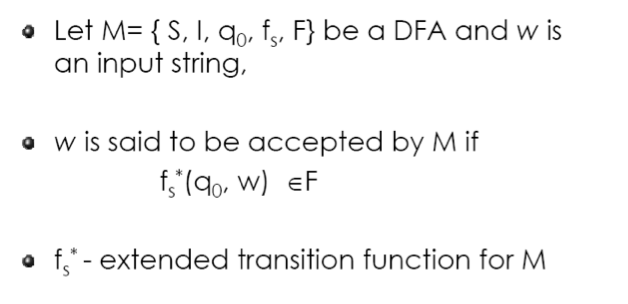 • Let M= { S, I, q₀, fₛ, F} be a DFA and w is
an input string,
• w is said to be accepted by M if
fₛ*(q₀, w) ∈F
• fₛ* - extended transition function for M